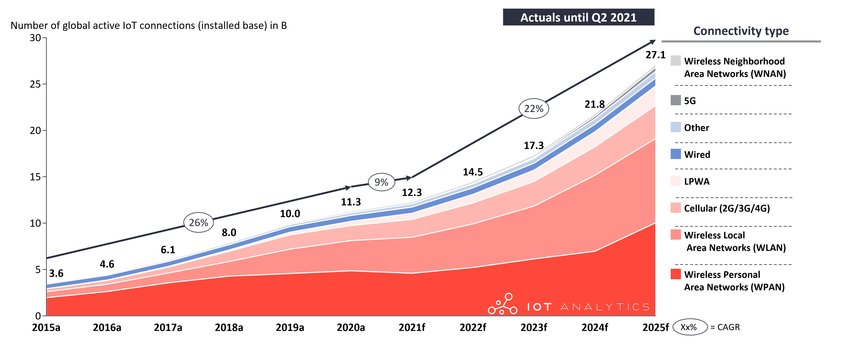 Actuals until Q2 2021
Number of global active IoT connections (installed base) in B
Connectivity type
30
25
20
15
10
5
0
3.6
4.6
6.1
8.0
10.0
11.3
12.3
14.5
17.3
21.8
27.1
26%
9%
22%
Wireless Neighborhood
Area Networks (WNAN)
5G
Other
Wired
LPWA
Cellular (2G/3G/4G)
Wireless Local
Area Networks (WLAN)
Wireless Personal
Area Networks (WPAN)
IOT ANALYTICS
2015a
2016a
2017a
2018a
2019a
2020a
2021f
2022f
2023f
2024f
2025f
Xx% = CAGR